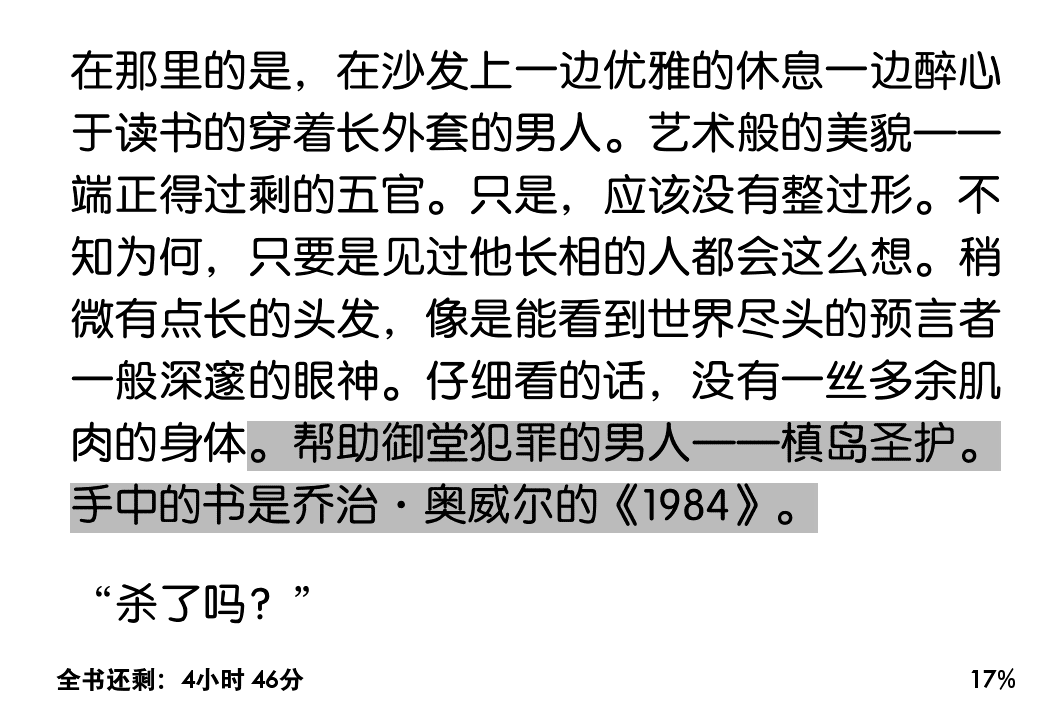 在那里的是，在沙发上一边优雅的休息一边醉心
于读书的穿着长外套的男人。艺术般的美貌——
端正得过剩的五官。只是，应该没有整过形。不
知为何，只要是见过他长相的人都会这么想。稍
微有点长的头发，像是能看到世界尽头的预言者
一般深邃的眼神。仔细看的话，没有一丝多余肌
肉的身体。帮助御堂犯罪的男人——槙岛圣护。
手中的书是乔治·奥威尔的《1984》。
“杀了吗？”
全书还剩：4小时 46分
17%